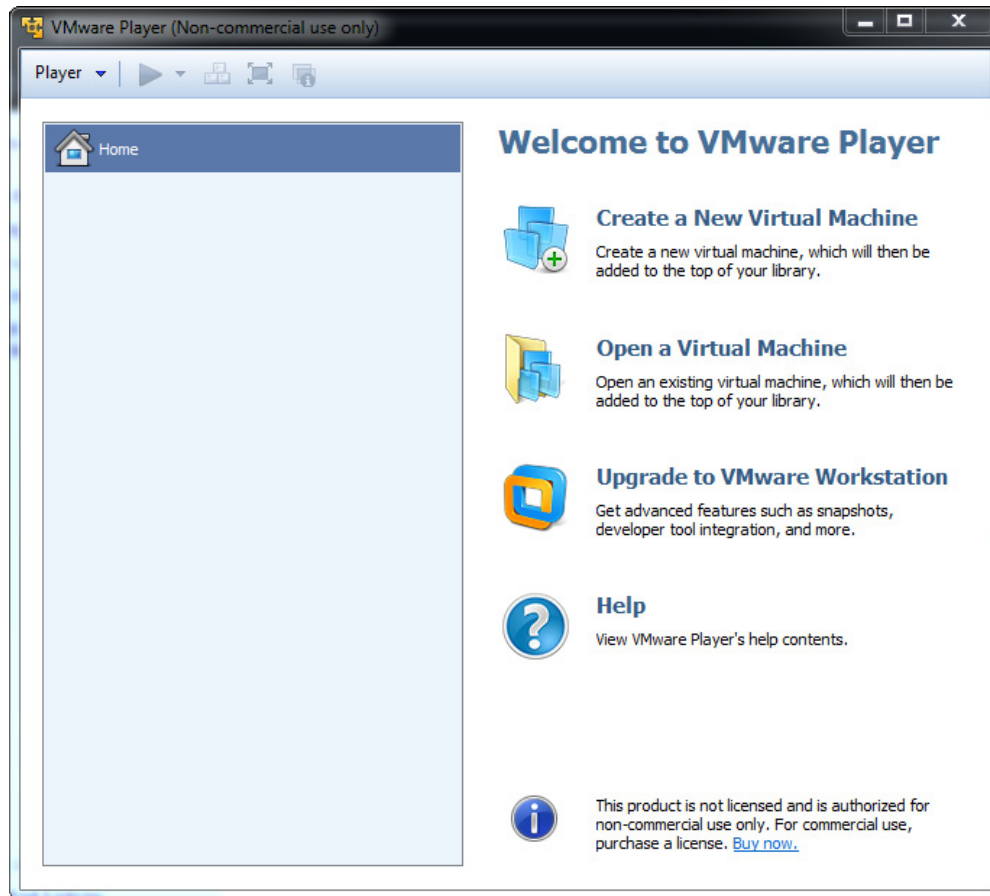 VMware Player (Non-commercial use only)
Player
Home
Welcome to VMware Player
Create a New Virtual Machine
Create a new virtual machine, which will then be
added to the top of your library.
Open a Virtual Machine
Open an existing virtual machine, which will then be
added to the top of your library.
Upgrade to VMware Workstation
Get advanced features such as snapshots,
developer tool integration, and more.
Help
View VMware Player's help contents.
This product is not licensed and is authorized for
non-commercial use only. For commercial use,
purchase a license. Buy now.